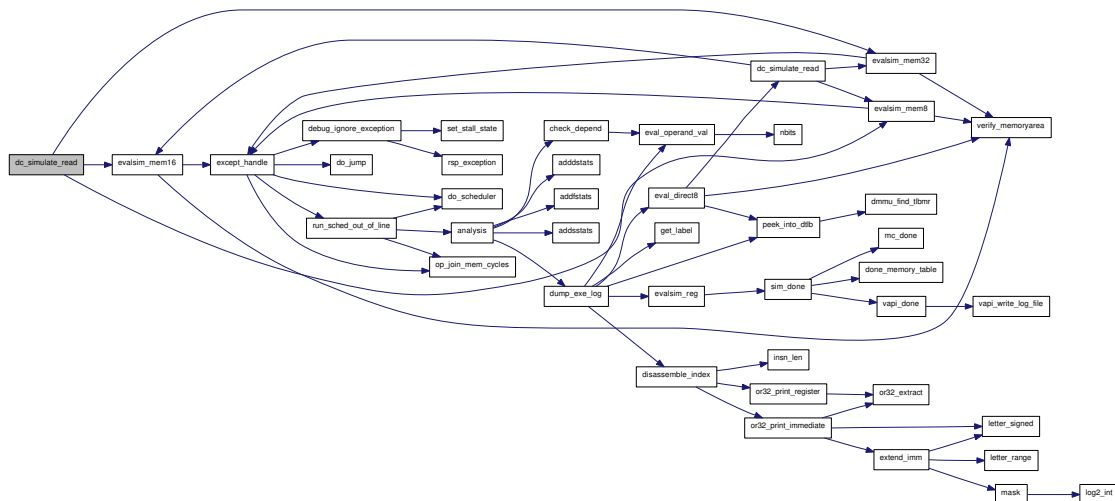 dc_simulate_read
evalsim_mem16
except_handle
debug_ignore_exception
do_jump
run_sched_out_of_line
set_stall_state
rsp_exception
do_scheduler
analysis
op_join_mem_cycles
check_depend
adddstats
addfstats
addsstats
dump_exe_log
eval_operand_val
eval_direct8
get_label
evalsim_reg
disassemble_index
dc_simulate_read
nbits
peek_into_dtlb
sim_done
insn_len
or32_print_register
or32_print_immediate
evalsim_mem32
evalsim_mem8
dmmu_find_tlbmr
mc_done
done_memory_table
vapi_done
or32_extract
extend_imm
verify_memoryarea
vapi_write_log_file
letter_signed
letter_range
mask
log2_int